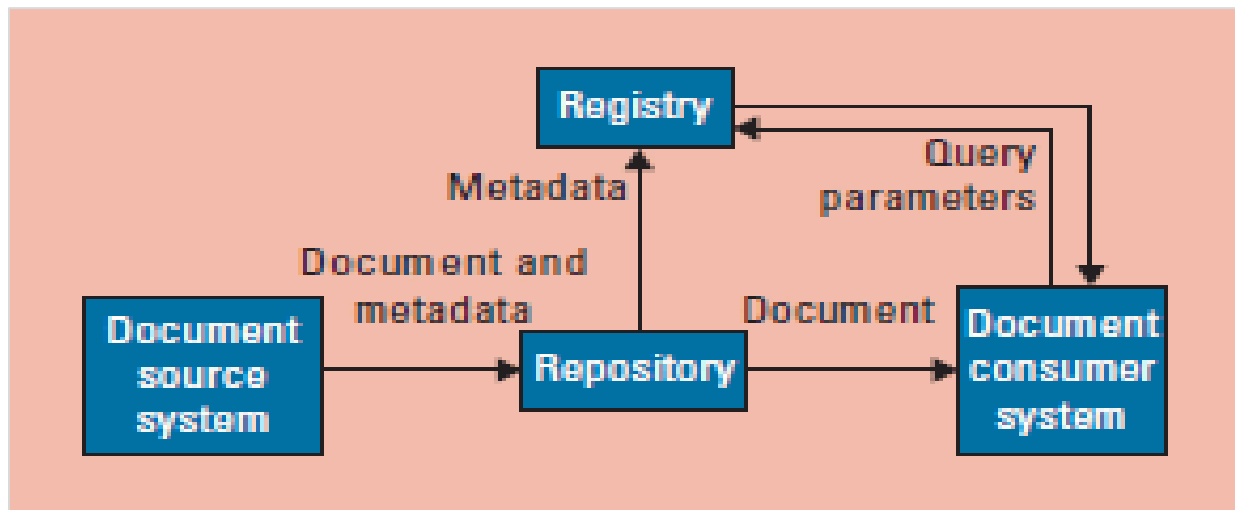 Registry
Query
parameters
Metadata
Document and
metadata
Document
Document
source
system
Repository
Document
consumer
system